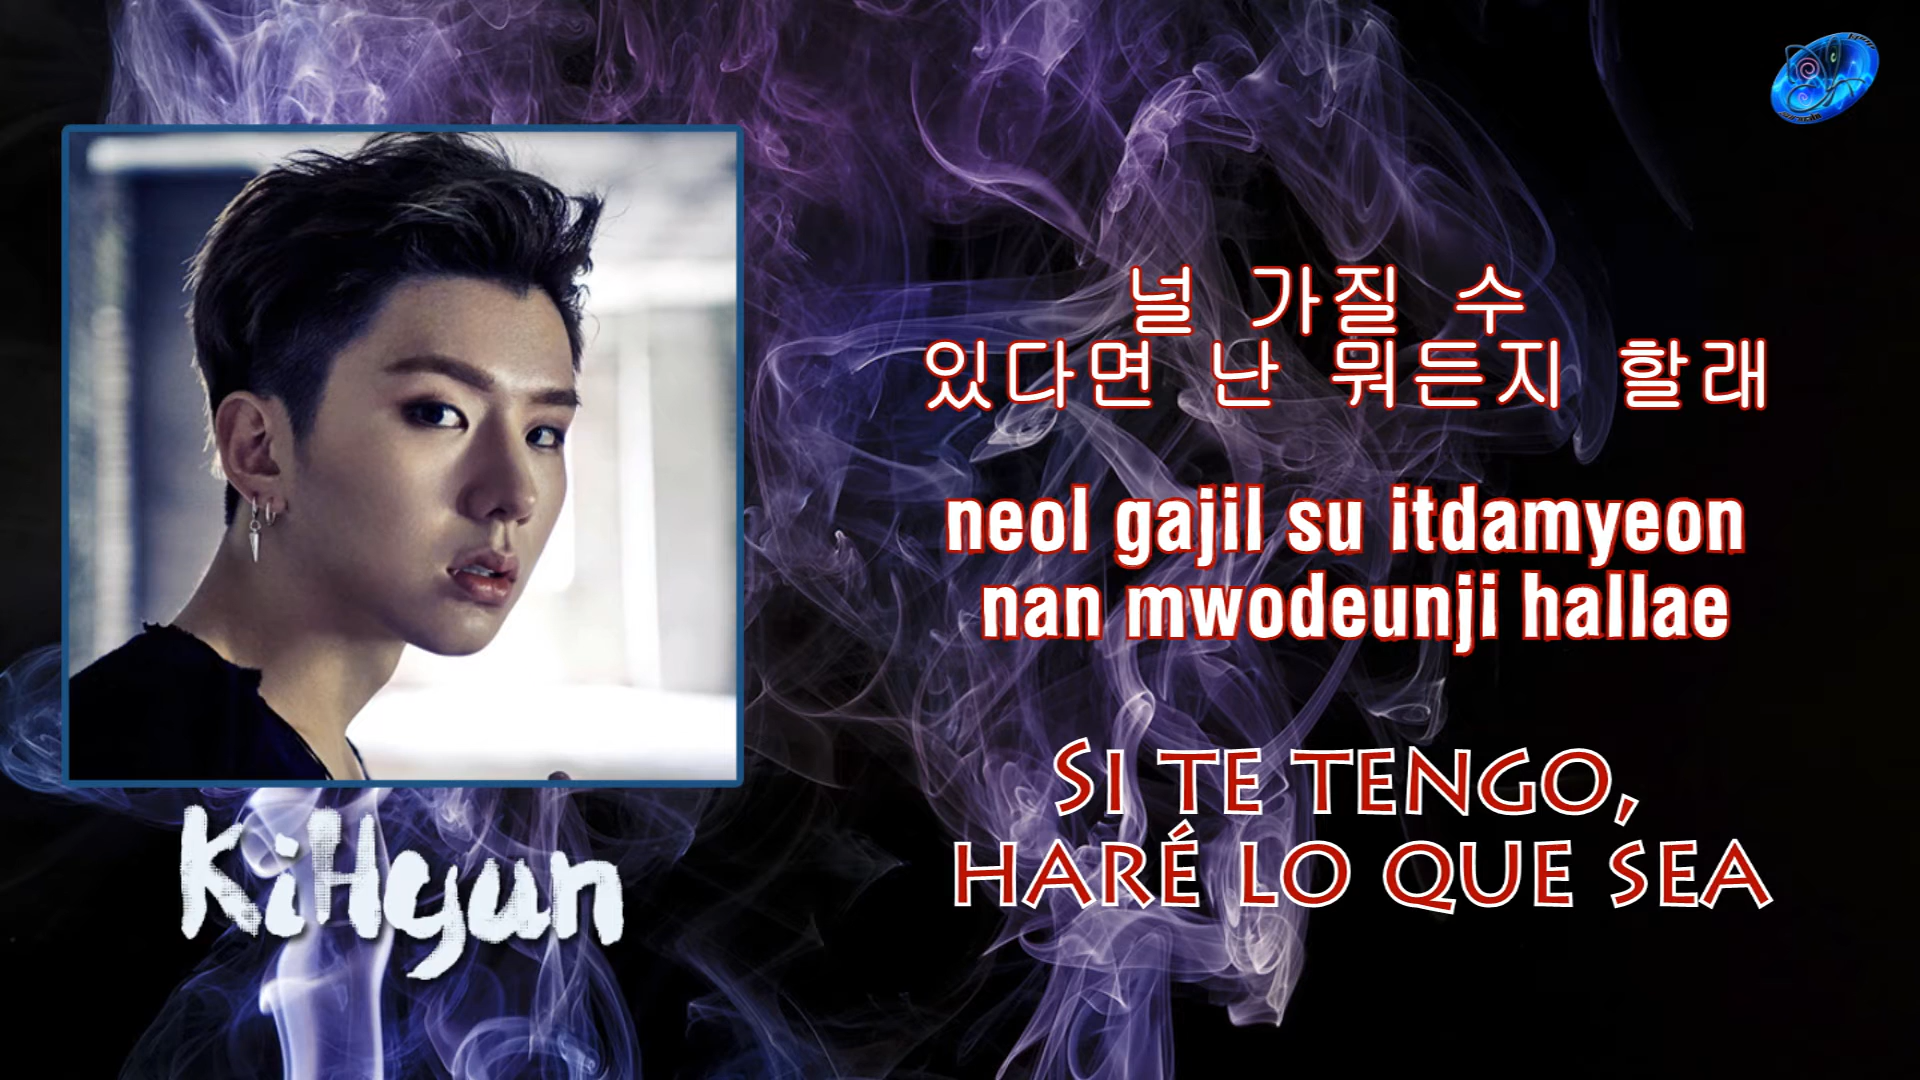 널 가질 수
있다면 난 뭐든지 할래
neol gajil su itdamyeon
nan mwodeunji hallae
SI TE TENGO,
HARÉ LO QUE SEA
KiHyun